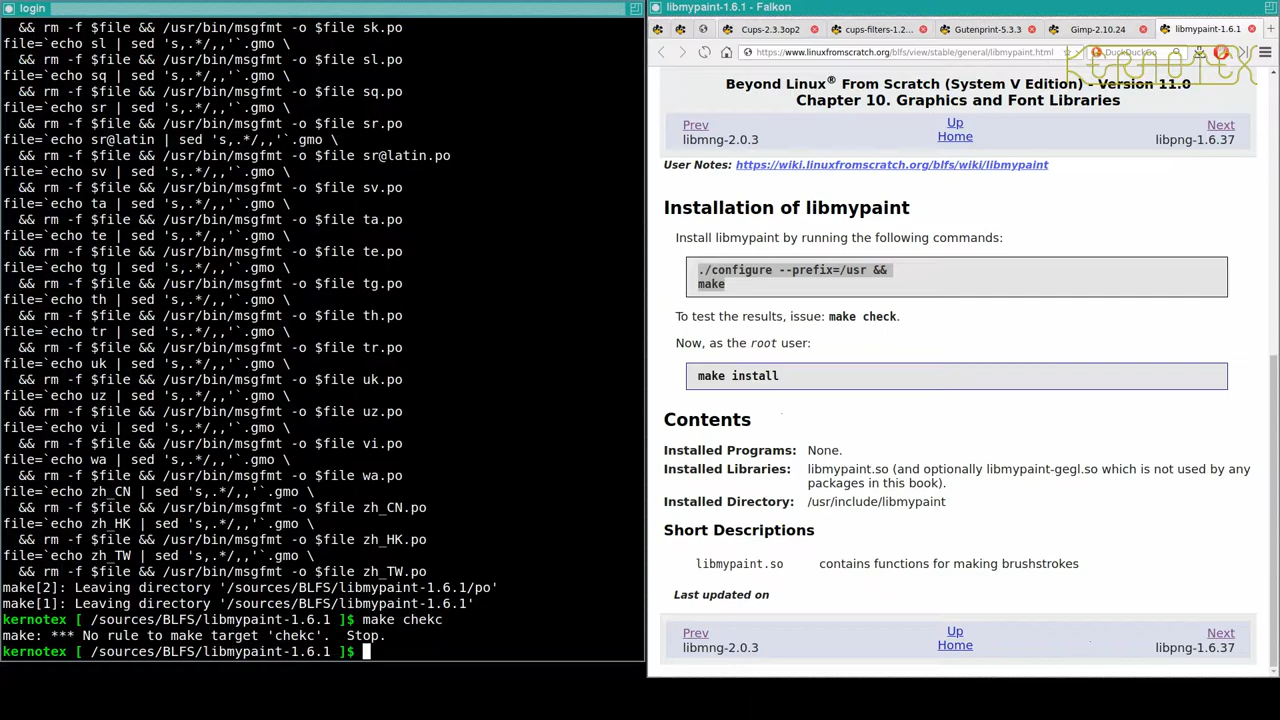 login
&& rm -f $file && /usr/bin/msgfmt -o $file sk.po
file=`echo sl | sed 's,.*/,,'`.gmo \
&& rm -f $file && /usr/bin/msgfmt -o $file sl.po
file=`echo sq | sed 's,.*/,,'`.gmo \
&& rm -f $file && /usr/bin/msgfmt -o $file sq.po
file=`echo sr | sed 's,.*/,,'`.gmo \
&& rm -f $file && /usr/bin/msgfmt -o $file sr.po
file=`echo sr@latin | sed 's,.*/,,'`.gmo \
&& rm -f $file && /usr/bin/msgfmt -o $file sr@latin.po
file=`echo sv | sed 's,.*/,,'`.gmo \
&& rm -f $file && /usr/bin/msgfmt -o $file sv.po
file=`echo ta | sed 's,.*/,,'`.gmo \
&& rm -f $file && /usr/bin/msgfmt -o $file ta.po
file=`echo te | sed 's,.*/,,'`.gmo \
&& rm -f $file && /usr/bin/msgfmt -o $file te.po
file=`echo tg | sed 's,.*/,,'`.gmo \
&& rm -f $file && /usr/bin/msgfmt -o $file tg.po
file=`echo th | sed 's,.*/,,'`.gmo \
&& rm -f $file && /usr/bin/msgfmt -o $file th.po
file=`echo tr | sed 's,.*/,,'`.gmo \
&& rm -f $file && /usr/bin/msgfmt -o $file tr.po
file=`echo uk | sed 's,.*/,,'`.gmo \
&& rm -f $file && /usr/bin/msgfmt -o $file uk.po
file=`echo uz | sed 's,.*/,,'`.gmo \
&& rm -f $file && /usr/bin/msgfmt -o $file uz.po
file=`echo vi | sed 's,.*/,,'`.gmo \
&& rm -f $file && /usr/bin/msgfmt -o $file vi.po
file=`echo wa | sed 's,.*/,,'`.gmo \
&& rm -f $file && /usr/bin/msgfmt -o $file wa.po
file=`echo zh_CN | sed 's,.*/,,'`.gmo \
&& rm -f $file && /usr/bin/msgfmt -o $file zh_CN.po
file=`echo zh_HK | sed 's,.*/,,'`.gmo \
&& rm -f $file && /usr/bin/msgfmt -o $file zh_HK.po
file=`echo zh_TW | sed 's,.*/,,'`.gmo \
&& rm -f $file && /usr/bin/msgfmt -o $file zh_TW.po
make[2]: Leaving directory '/sources/BLFS/libmypaint-1.6.1/po'
make[1]: Leaving directory '/sources/BLFS/libmypaint-1.6.1'
kernotex [ /sources/BLFS/libmypaint-1.6.1 ]$ make chekc
make: *** No rule to make target 'chekc'.  Stop.
kernotex [ /sources/BLFS/libmypaint-1.6.1 ]$
libmypaint-1.6.1 - Falkon
Cups-2.3.3op2 cups-filters-1.2... Gutenprint-5.3.3 Gimp-2.10.24 libmypaint-1.6.1
https://www.linuxfromscratch.org/blfs/view/stable/general/libmypaint.html DuckDuckGo
KERNOTEX
Beyond Linux® From Scratch (System V Edition) - Version 11.0
Chapter 10. Graphics and Font Libraries
Prev Up Next
libmng-2.0.3 Home libpng-1.6.37
User Notes: https://wiki.linuxfromscratch.org/blfs/wiki/libmypaint
Installation of libmypaint
Install libmypaint by running the following commands:
./configure --prefix=/usr &&
make
To test the results, issue: make check.
Now, as the root user:
make install
Contents
Installed Programs: None.
Installed Libraries: libmypaint.so (and optionally libmypaint-gegl.so which is not used by any
packages in this book).
Installed Directory: /usr/include/libmypaint
Short Descriptions
libmypaint.so contains functions for making brushstrokes
Last updated on
Prev Up Next
libmng-2.0.3 Home libpng-1.6.37